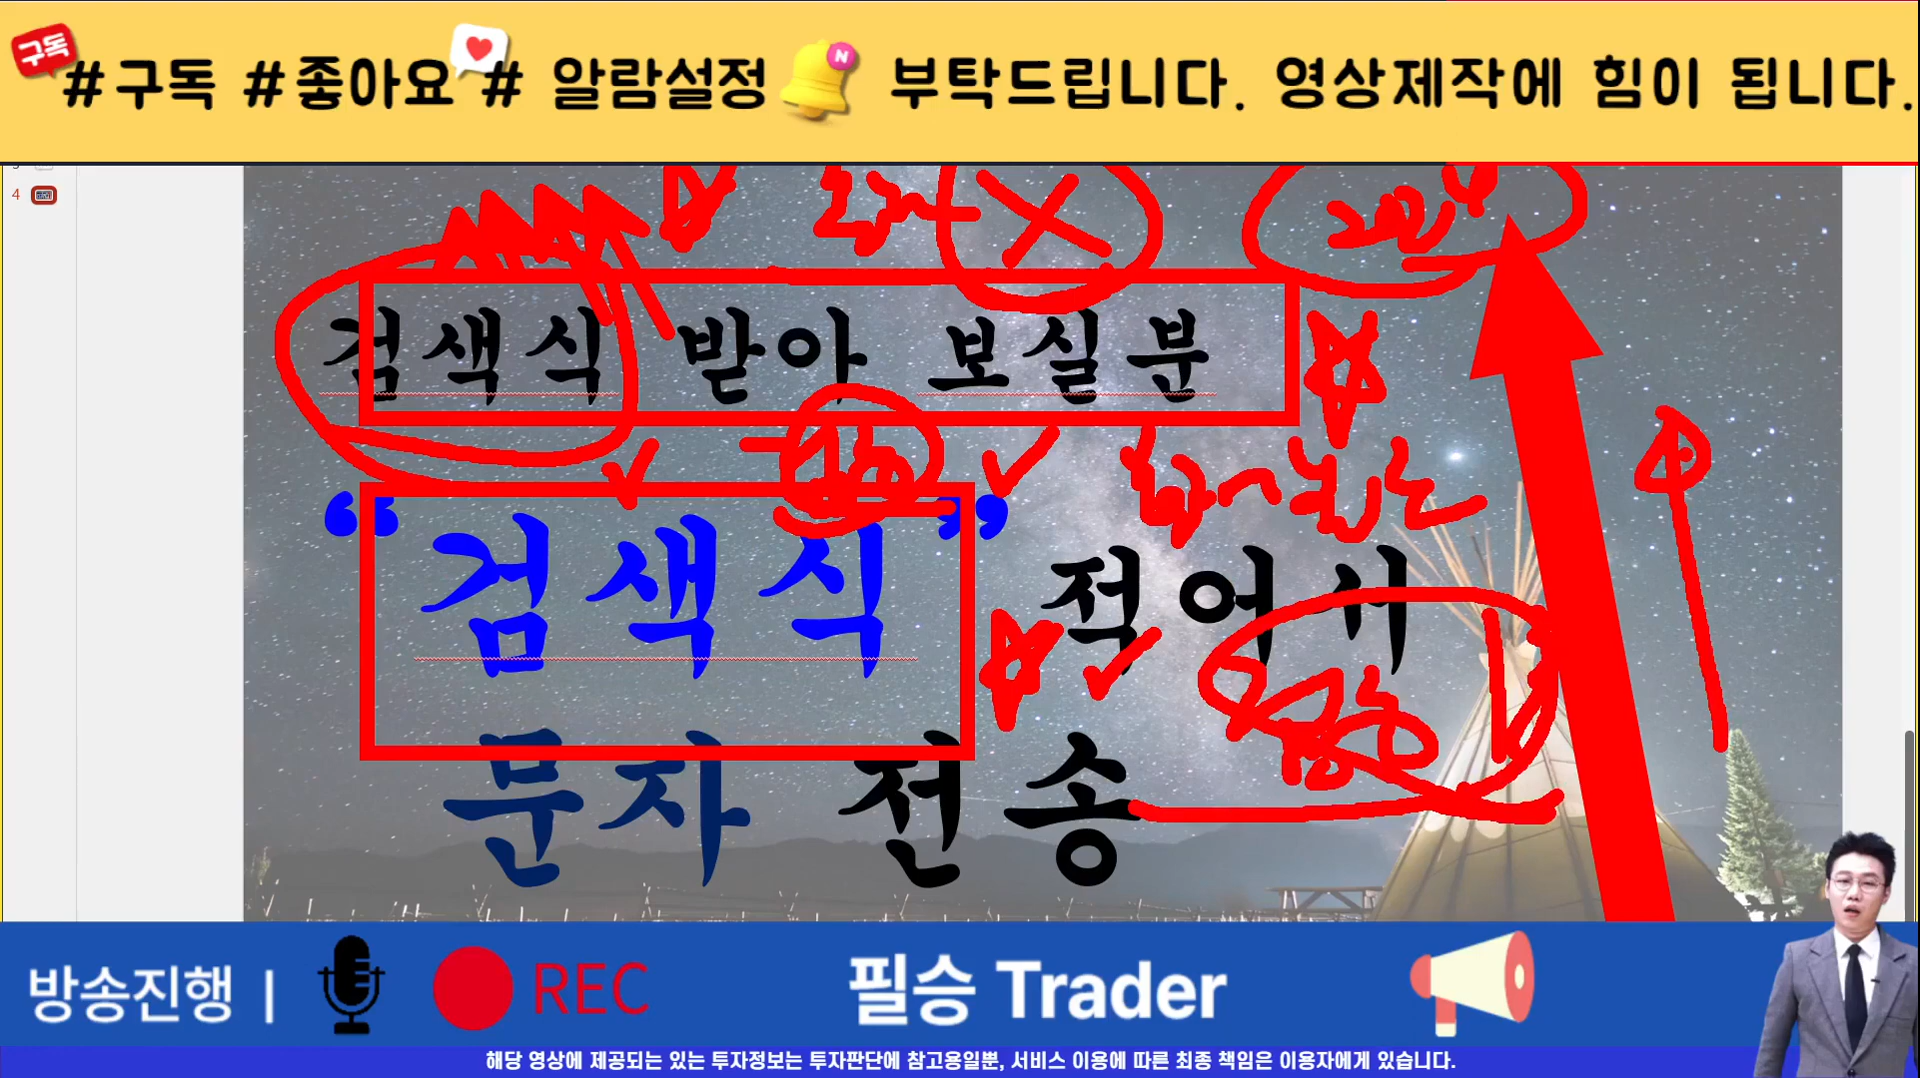 구독
#구독 #좋아요 # 알람설정 N 부탁드립니다. 영상제작에 힘이 됩니다.
4
검색식 받아 보실분
“검색식” 적어서
문자 전송
방송진행 | REC 필승 Trader
해당 영상에 제공되는 있는 투자정보는 투자판단에 참고용일뿐, 서비스 이용에 따른 최종 책임은 이용자에게 있습니다.